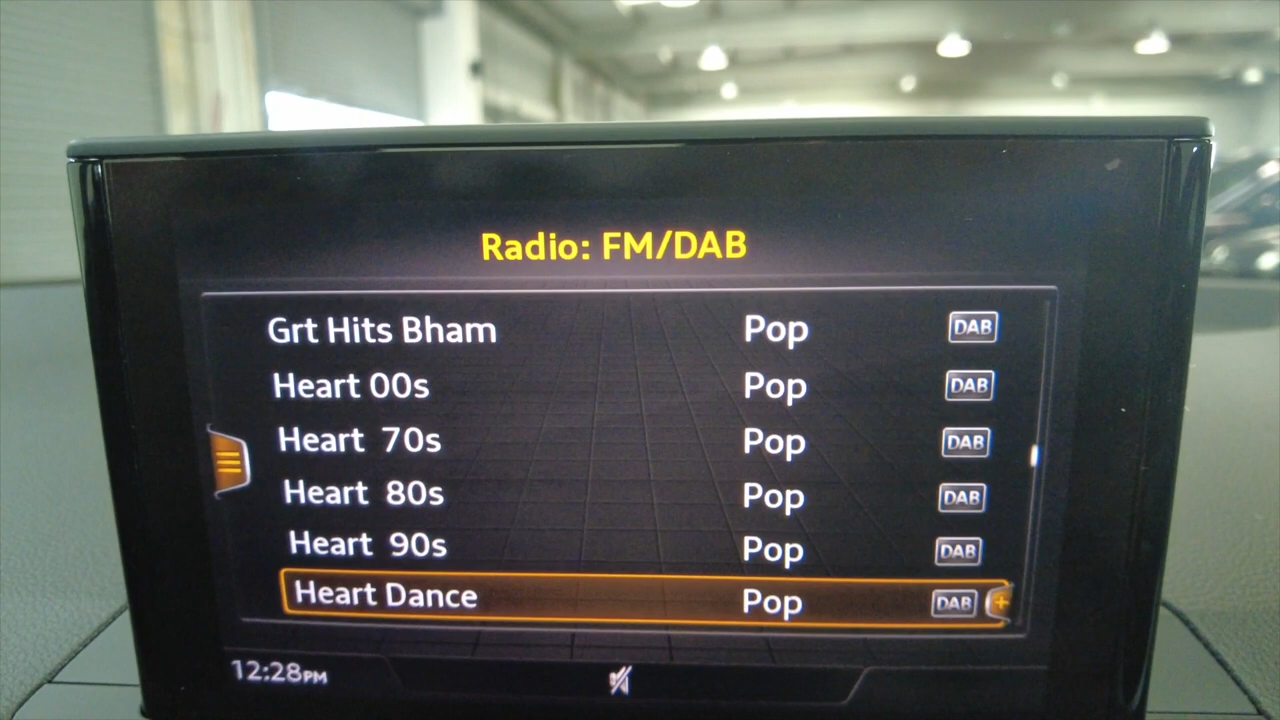 Radio: FM/DAB
Grt Hits Bham Pop DAB
Heart 00s Pop DAB
Heart 70s Pop DAB
Heart 80s Pop DAB
Heart 90s Pop DAB
Heart Dance Pop DAB +
12:28PM